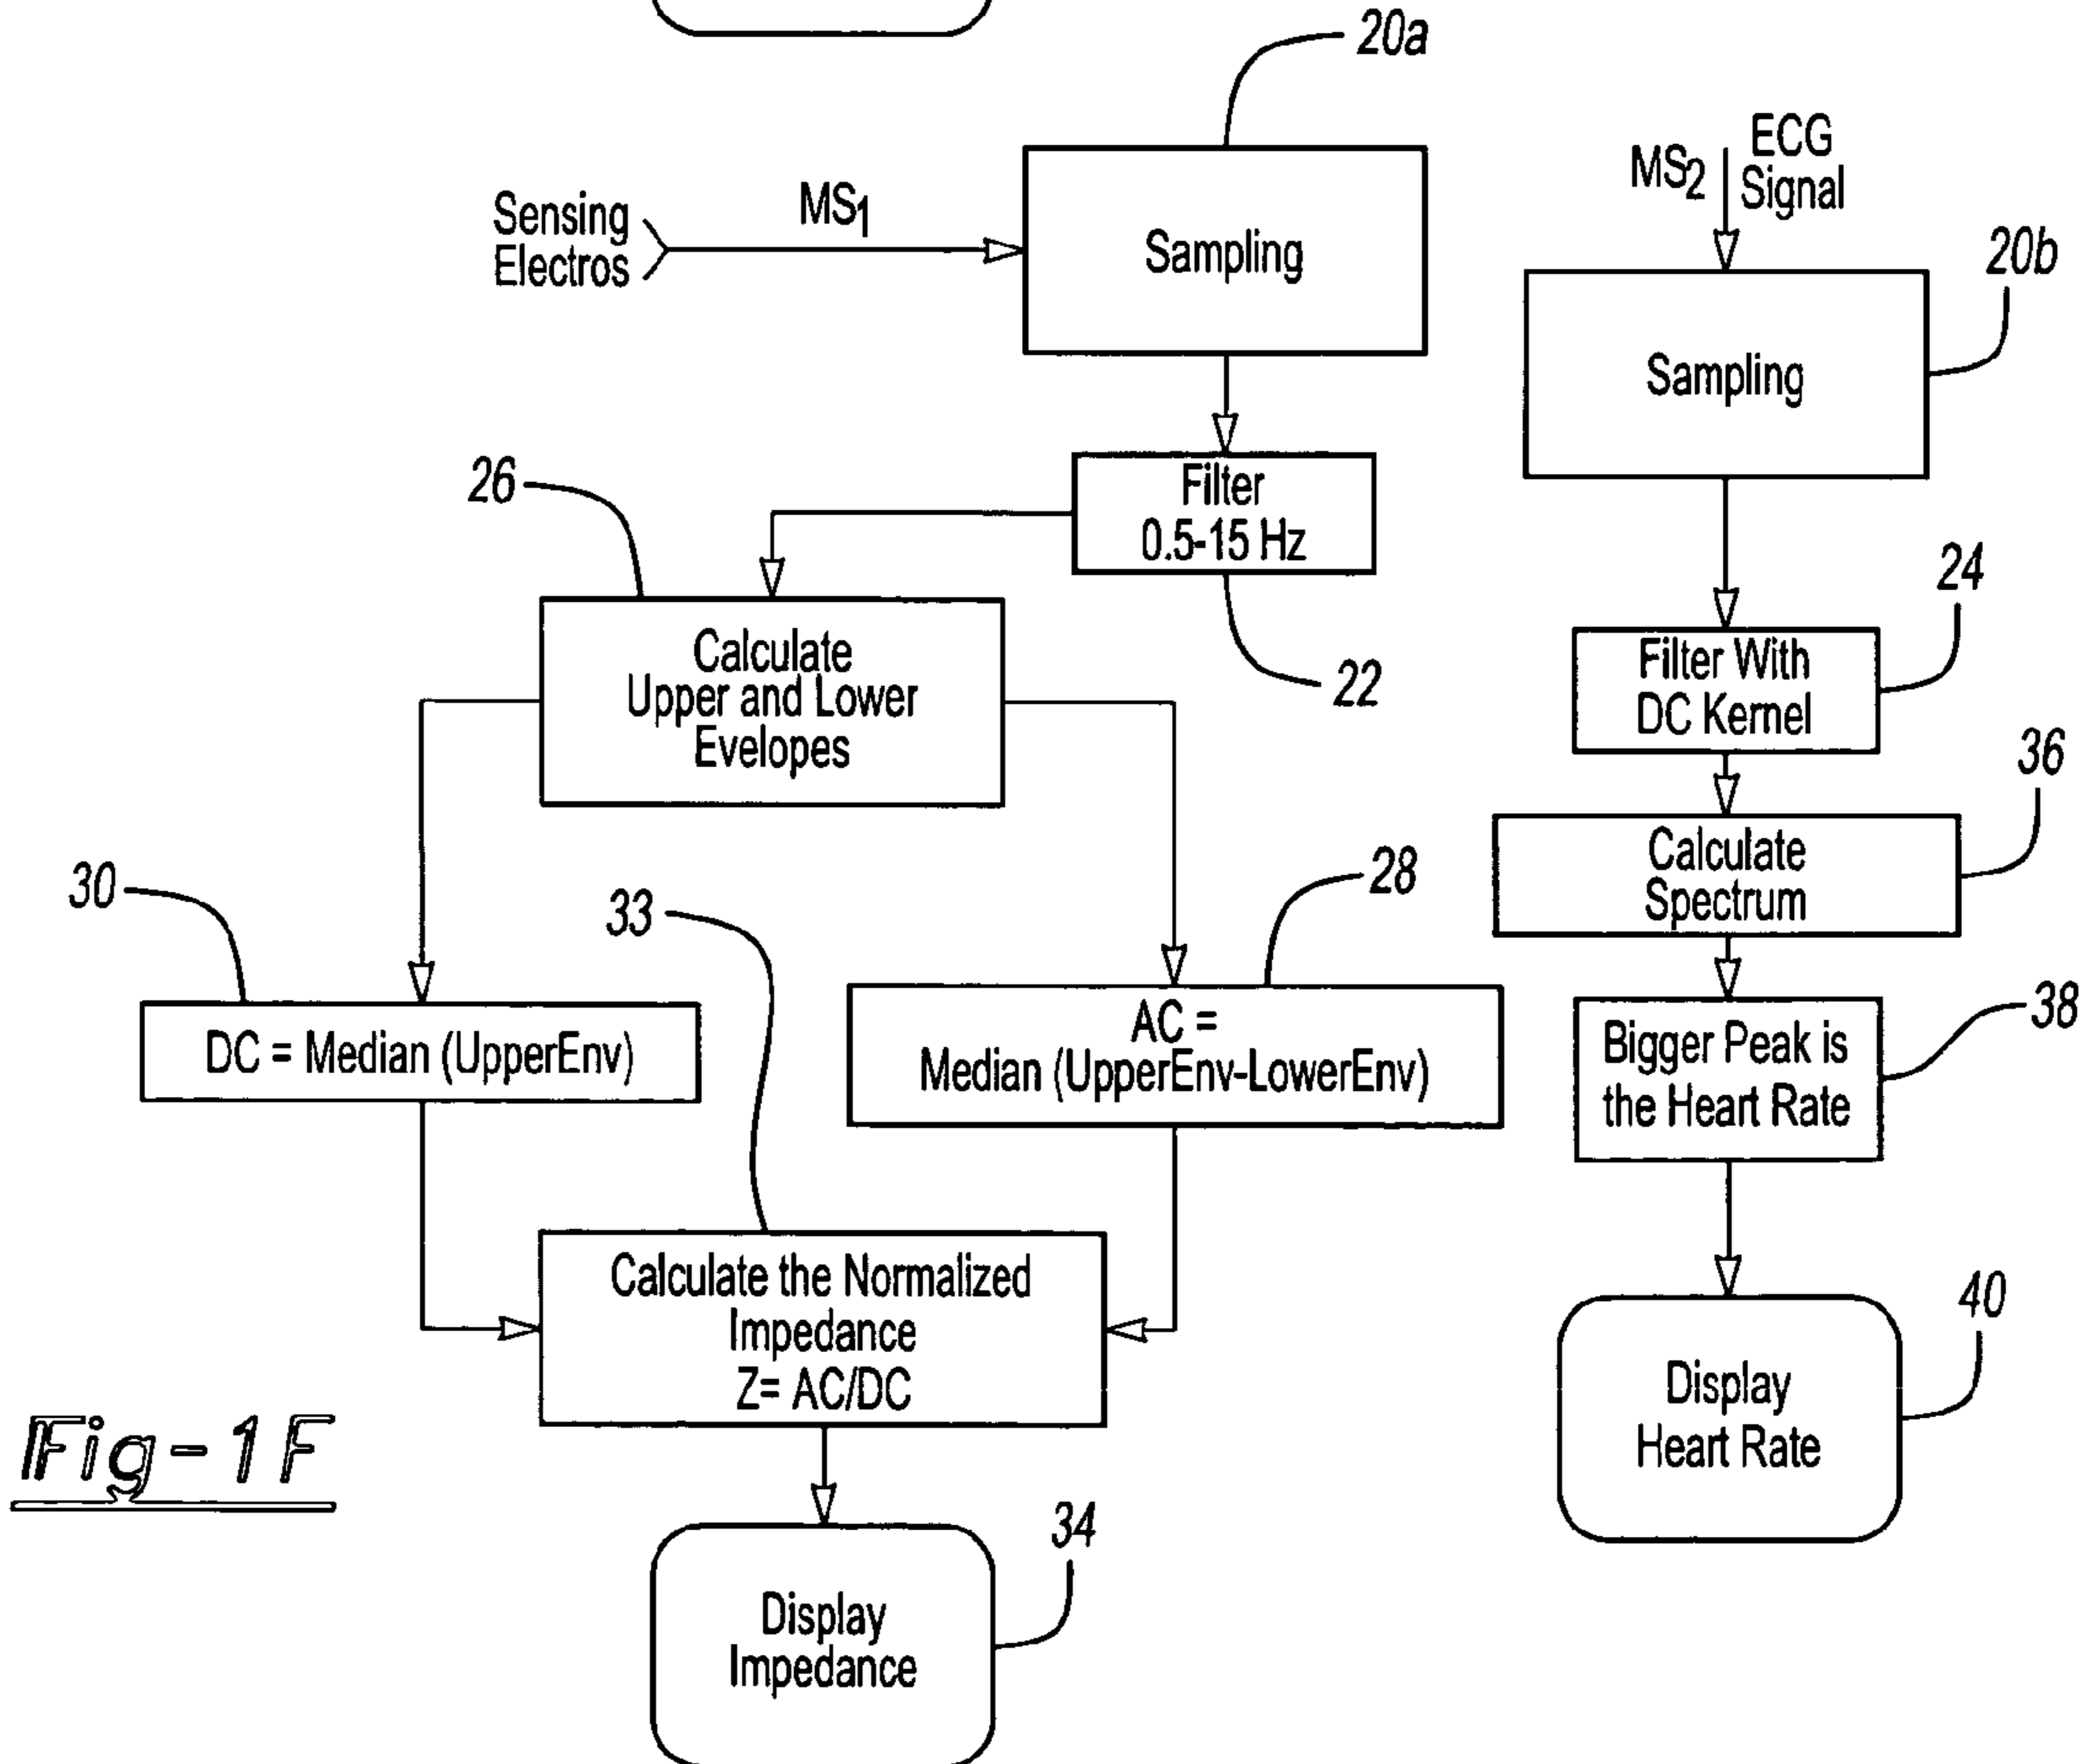 20a
ECG
MS2
Signal
MS1
Sensing
Electros
Sampling
20b
Sampling
26
Filter
0.5-15 Hz
22
24
Calculate
Upper and Lower
Evelopes
Filter With
DC Kernel
36
Calculate
Spectrum
30
33
28
38
DC = Median (UpperEnv)
AC =
Median (UpperEnv-LowerEnv)
Bigger Peak is
the Heart Rate
Calculate the Normalized
Impedance
Z= AC/DC
40
Display
Heart Rate
Fig-1F
34
Display
Impedance